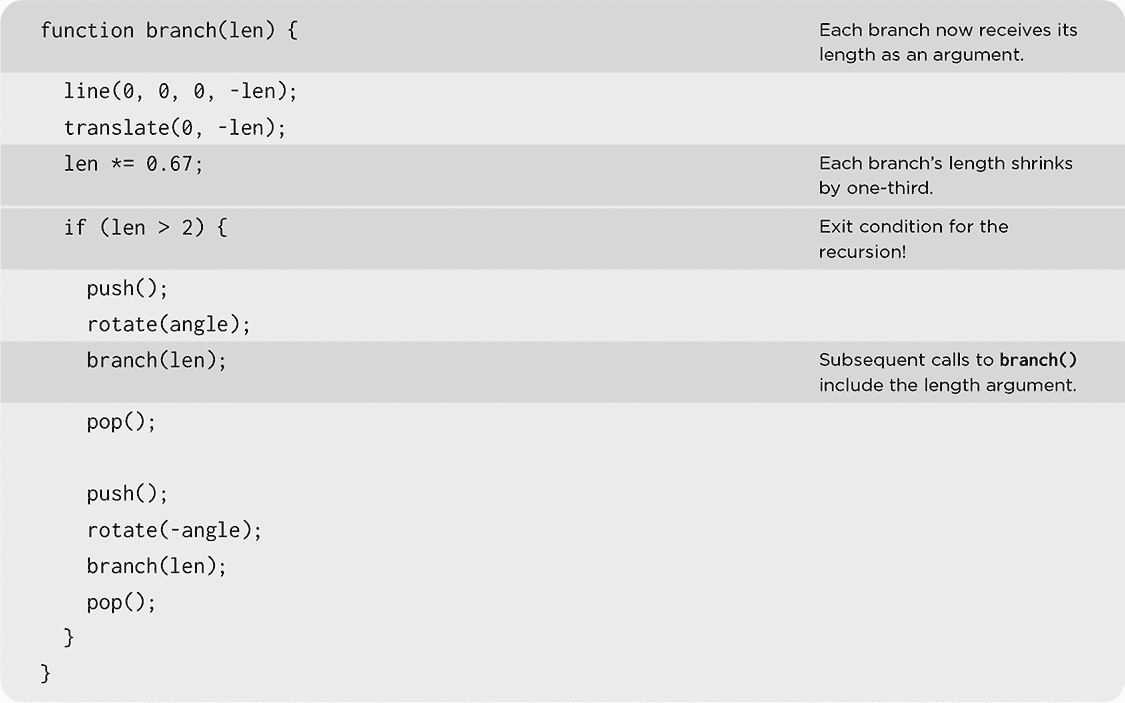 function branch(len) {
Each branch now receives its
length as an argument.
line(0, 0, 0, -len);
translate(0, -len);
len *= 0.67;
Each branch’s length shrinks
by one-third.
if (len > 2) {
Exit condition for the
recursion!
push();
rotate(angle);
branch(len);
Subsequent calls to branch()
include the length argument.
pop();
push();
rotate(-angle);
branch(len);
pop();
}
}